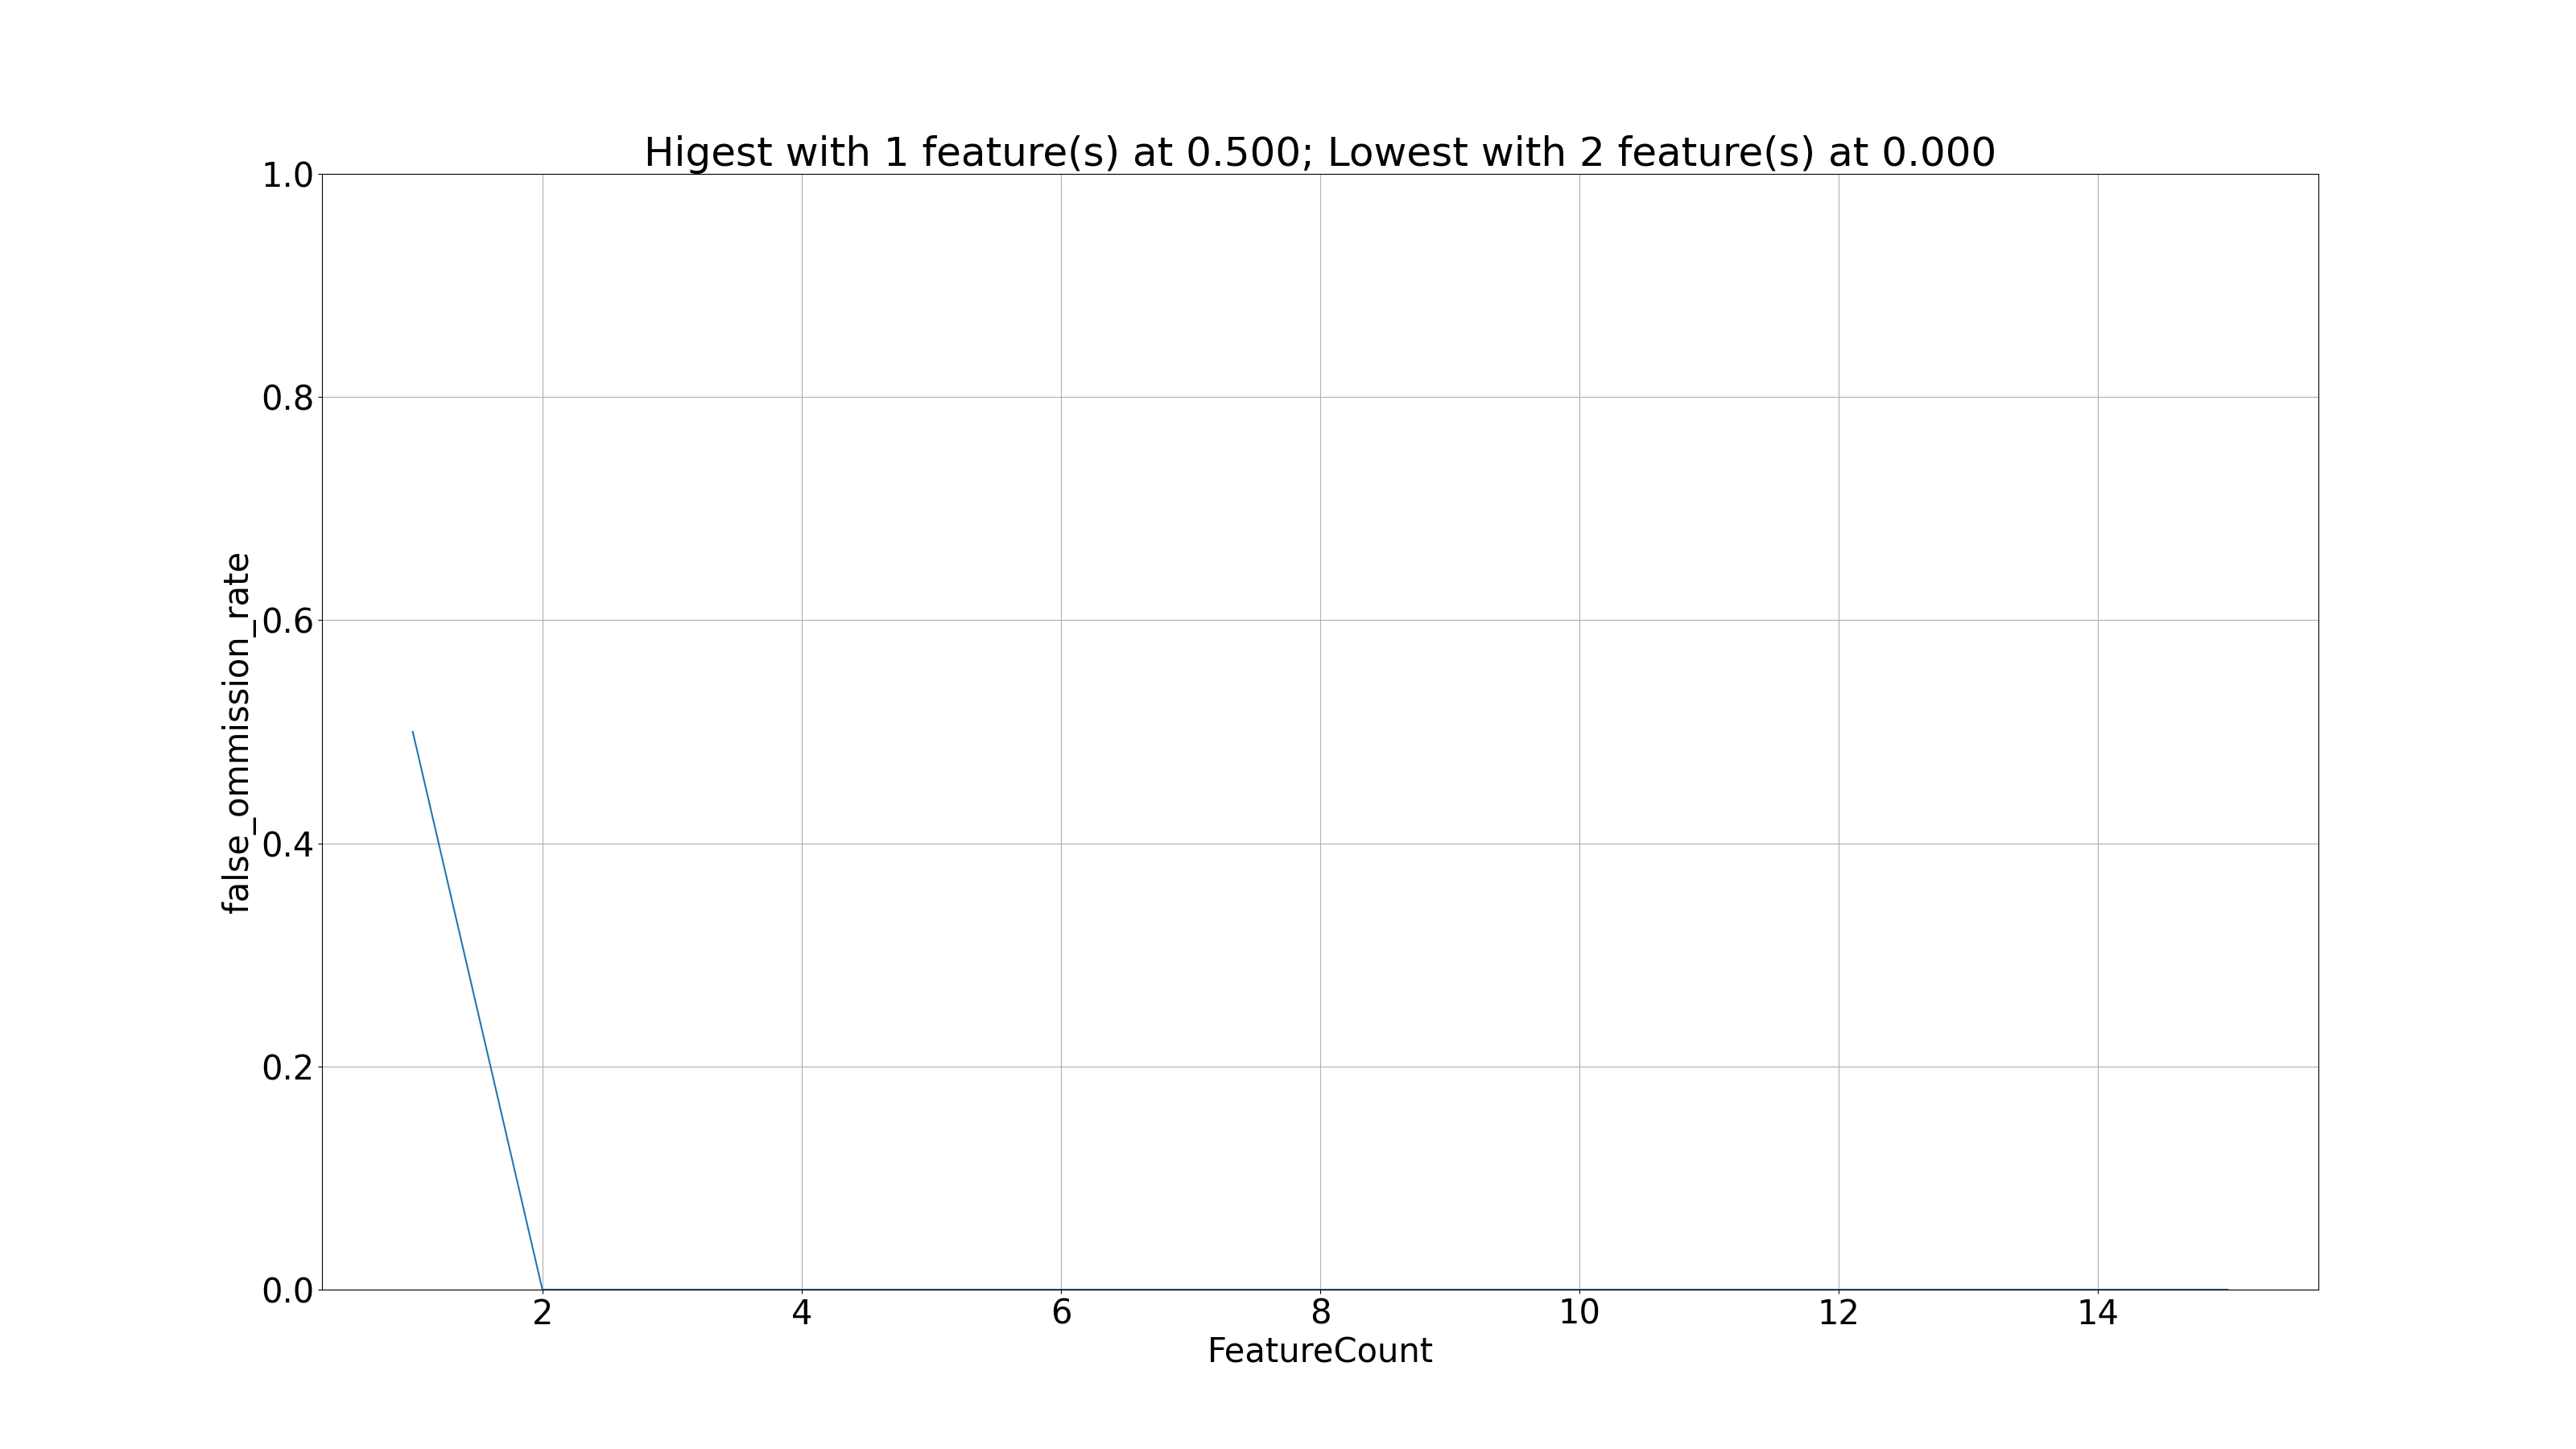 Higest with 1 feature(s) at 0.500; Lowest with 2 feature(s) at 0.000
1.0
0.8
0.6
0.4
0.2
0.0
false_ommission_rate
2 4 6 8 10 12 14
FeatureCount